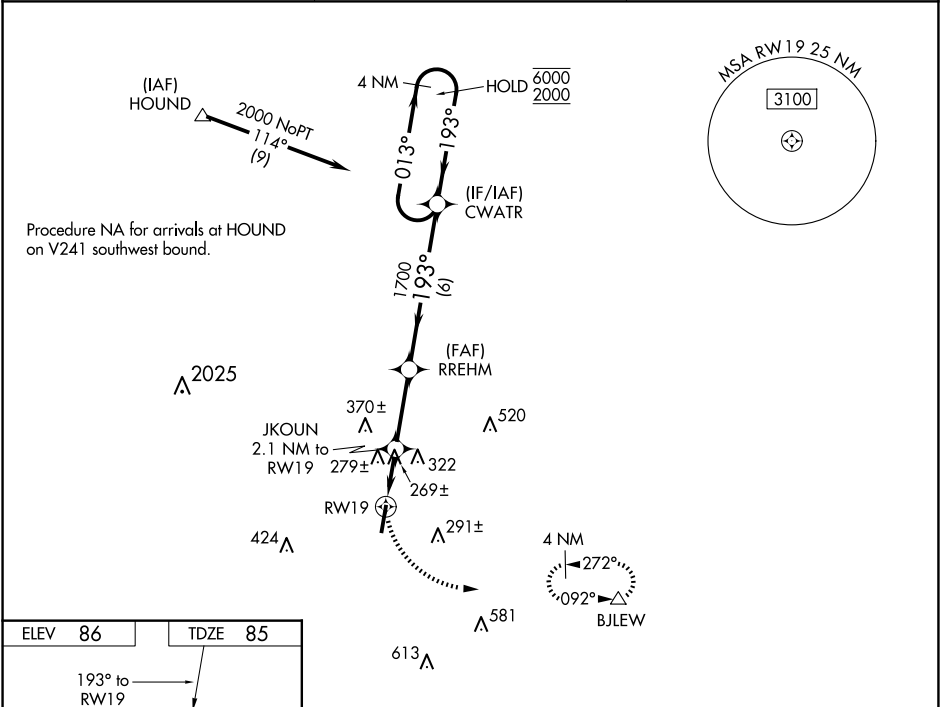 (IAF)
HOUND
2000 NoPT
114°
(9)
4 NM
HOLD
6000
2000
013°
193°
(IF/IAF)
CWATR
MSA RW19 25 NM
3100
Procedure NA for arrivals at HOUND
on V241 southwest bound.
1700
193°
(6)
(FAF)
RREHM
2025
370±
520
JKOUN
2.1 NM to
RW19
279±
322
269±
RW19
291±
424
4 NM
272°
092°
BJLEW
581
613
ELEV 86
TDZE 85
193° to
RW19